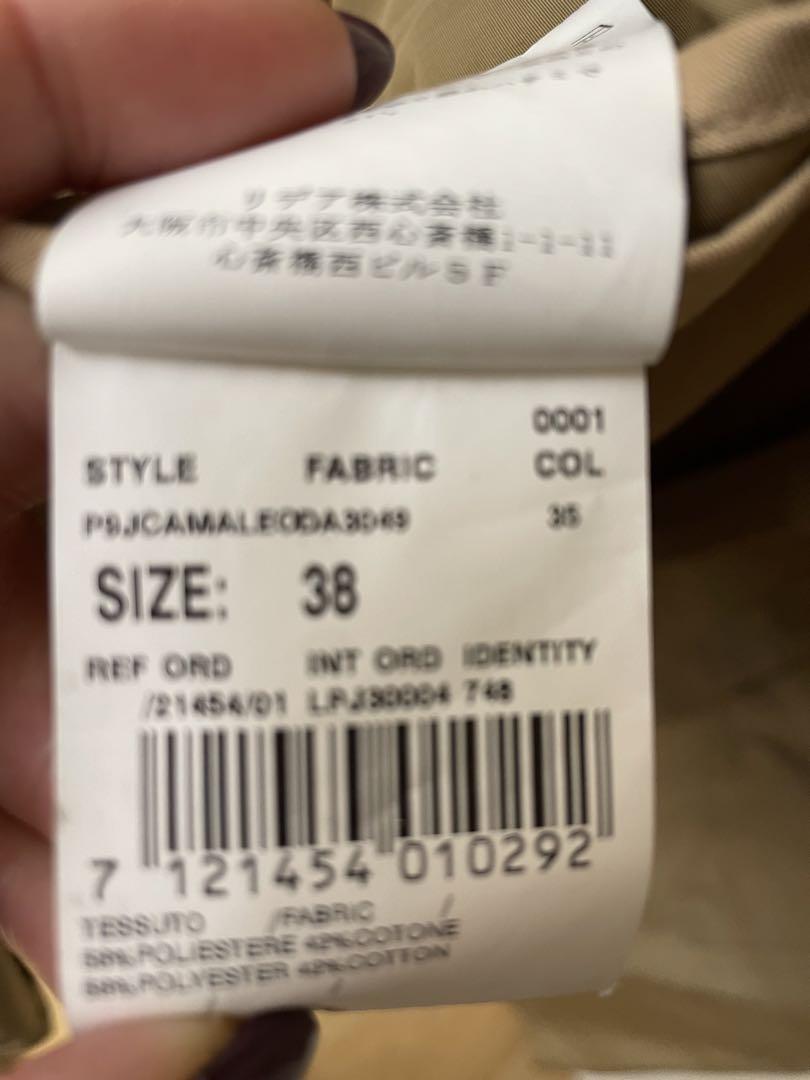 リデア株式会社
大阪市中央区西心斎橋1-1-11
心斎橋西ビル5F
0001
STYLE FABRIC COL
P9JCAMALEODA3049 35
SIZE: 38
REF ORD INT ORD IDENTITY
/21454/01 LPJ30004 748
7 121454 010292
TESSUTO /FABRIC /
58%POLIESTERE 42%COTONE
58%POLYESTER 42%COTTON